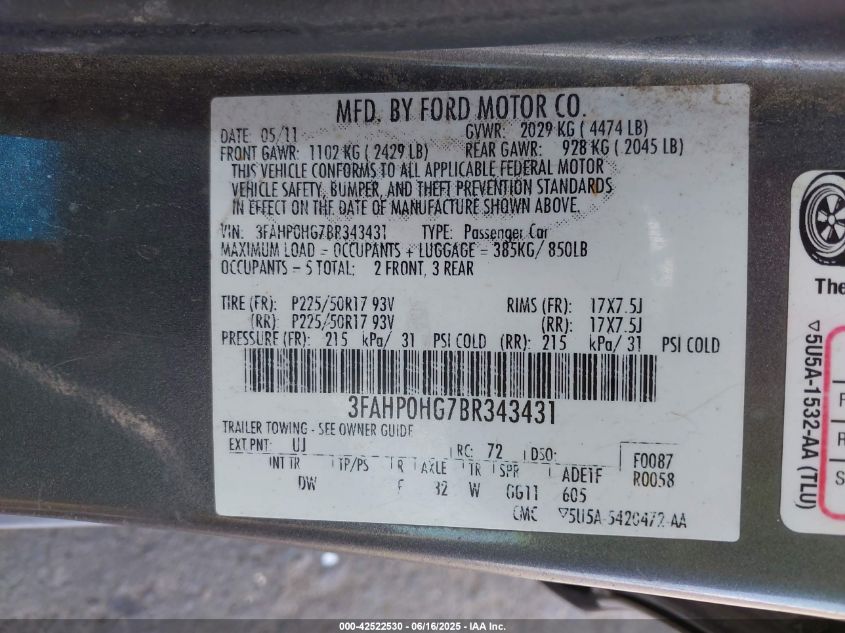 MFD. BY FORD MOTOR CO.
DATE: 05/11
GVWR: 2029 KG ( 4474 LB)
FRONT GAWR: 1102 KG ( 2429 LB)
REAR GAWR: 928 KG ( 2045 LB)
THIS VEHICLE CONFORMS TO ALL APPLICABLE FEDERAL MOTOR
VEHICLE SAFETY, BUMPER, AND THEFT PREVENTION STANDARDS
IN EFFECT ON THE DATE OF MANUFACTURE SHOWN ABOVE.
VIN: 3FAHP0HG7BR343431 TYPE: Passenger Car
MAXIMUM LOAD = OCCUPANTS + LUGGAGE = 385KG/ 850LB
OCCUPANTS = 5 TOTAL: 2 FRONT, 3 REAR
TIRE (FR): P225/50R17 93V RIMS (FR): 17X7.5J
(RR): P225/50R17 93V (RR): 17X7.5J
PRESSURE (FR): 215 kPa/ 31 PSI COLD (RR): 215 kPa/ 31 PSI COLD
3FAHP0HG7BR343431
TRAILER TOWING - SEE OWNER GUIDE
EXT PNT: UJ RC: 72 DSO: F0087
INT TR TP/PS R AXLE TR SPR ADE1F R0058
DW F 32 W GG11 605
CMC ▽5U5A-5420472-AA
The
▽5U5A-1532-AA (TLU)
F
R
S
000-42522530 - 06/16/2025 - IAA Inc.